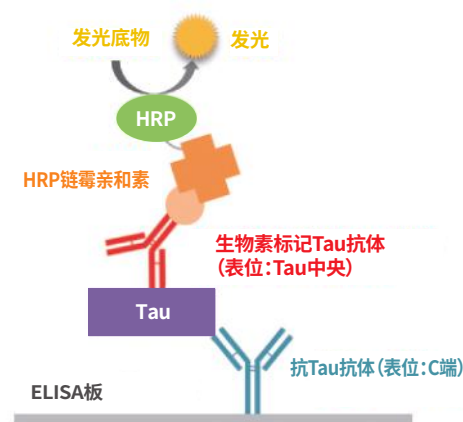 发光底物
发光
HRP
HRP链霉亲和素
生物素标记Tau抗体
（表位：Tau中央）
Tau
抗Tau抗体（表位：C端）
ELISA板